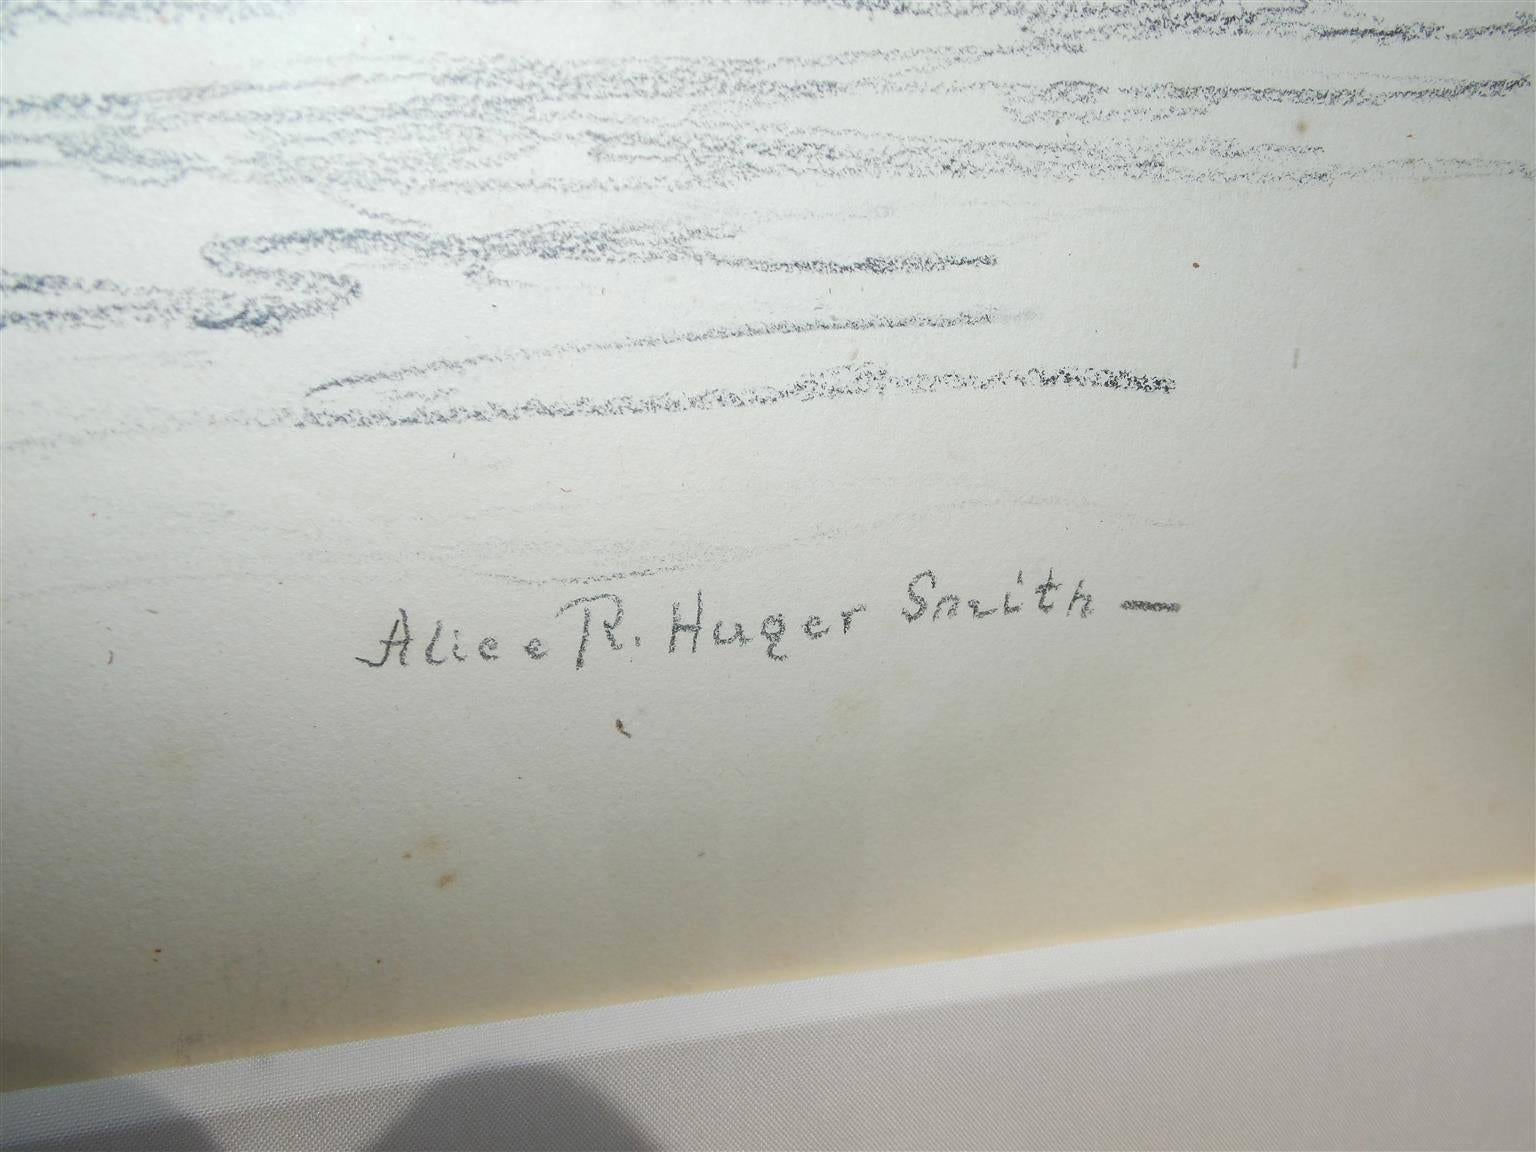 Alice R. Huger Smith —